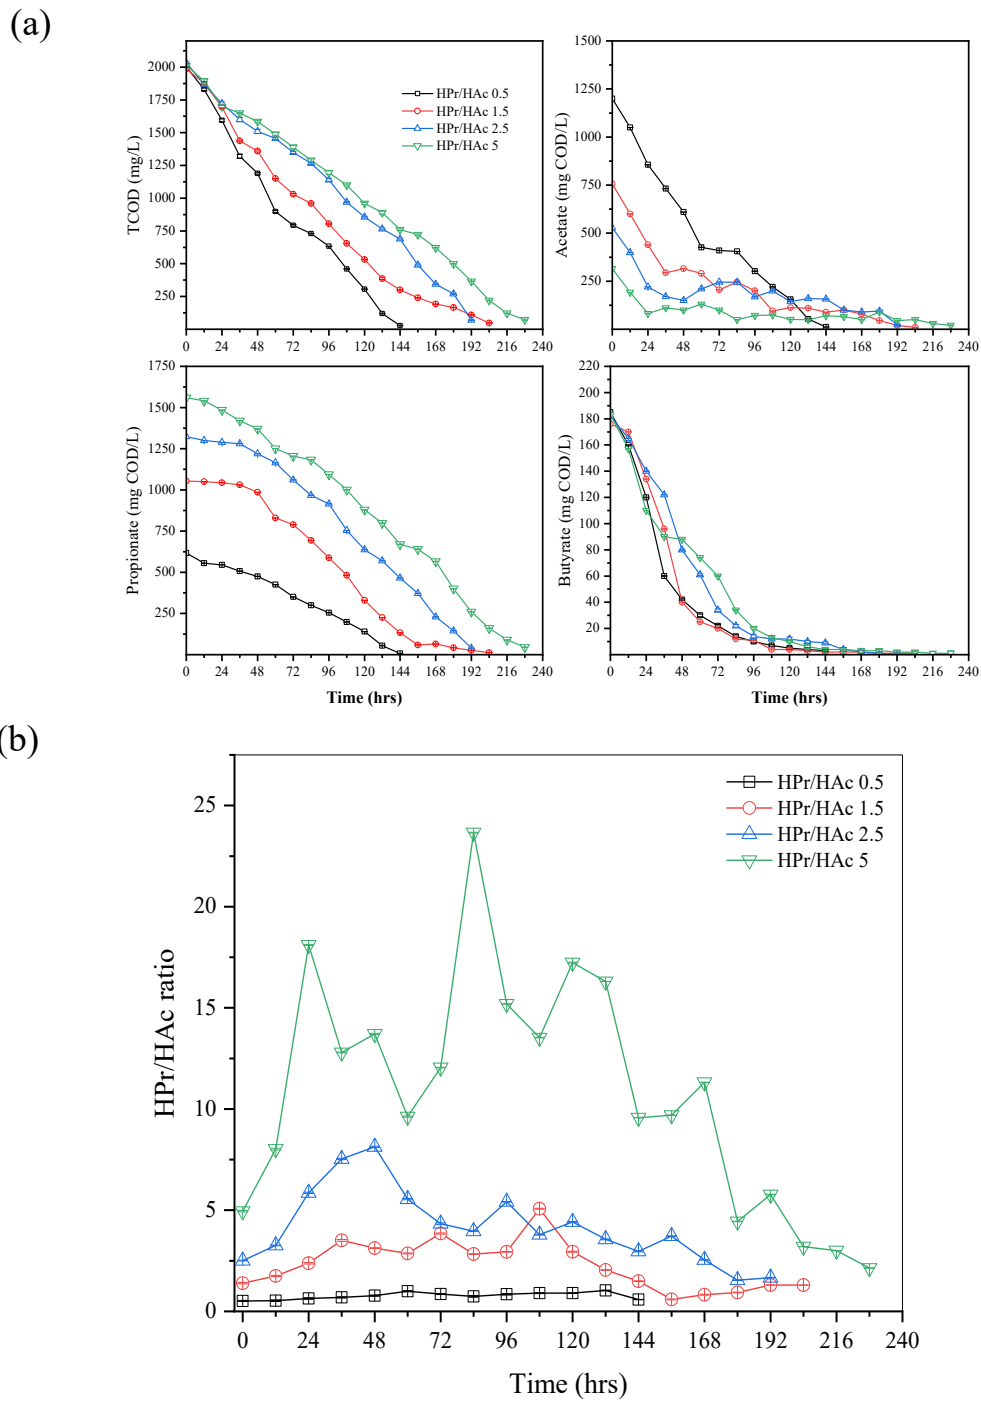 (a)
TCOD (mg/L)
2000
1750
1500
1250
1000
750
500
250
HPr/HAc 0.5
HPr/HAc 1.5
HPr/HAc 2.5
HPr/HAc 5
0 24 48 72 96 120 144 168 192 216 240
Acetate (mg COD/L)
1500
1250
1000
750
500
250
0 24 48 72 96 120 144 168 192 216 240
Propionate (mg COD/L)
1750
1500
1250
1000
750
500
250
0 24 48 72 96 120 144 168 192 216 240
Time (hrs)
Butyrate (mg COD/L)
220
200
180
160
140
120
100
80
60
40
20
0 24 48 72 96 120 144 168 192 216 240
Time (hrs)
(b)
HPr/HAc ratio
25
20
15
10
5
0
HPr/HAc 0.5
HPr/HAc 1.5
HPr/HAc 2.5
HPr/HAc 5
0 24 48 72 96 120 144 168 192 216 240
Time (hrs)